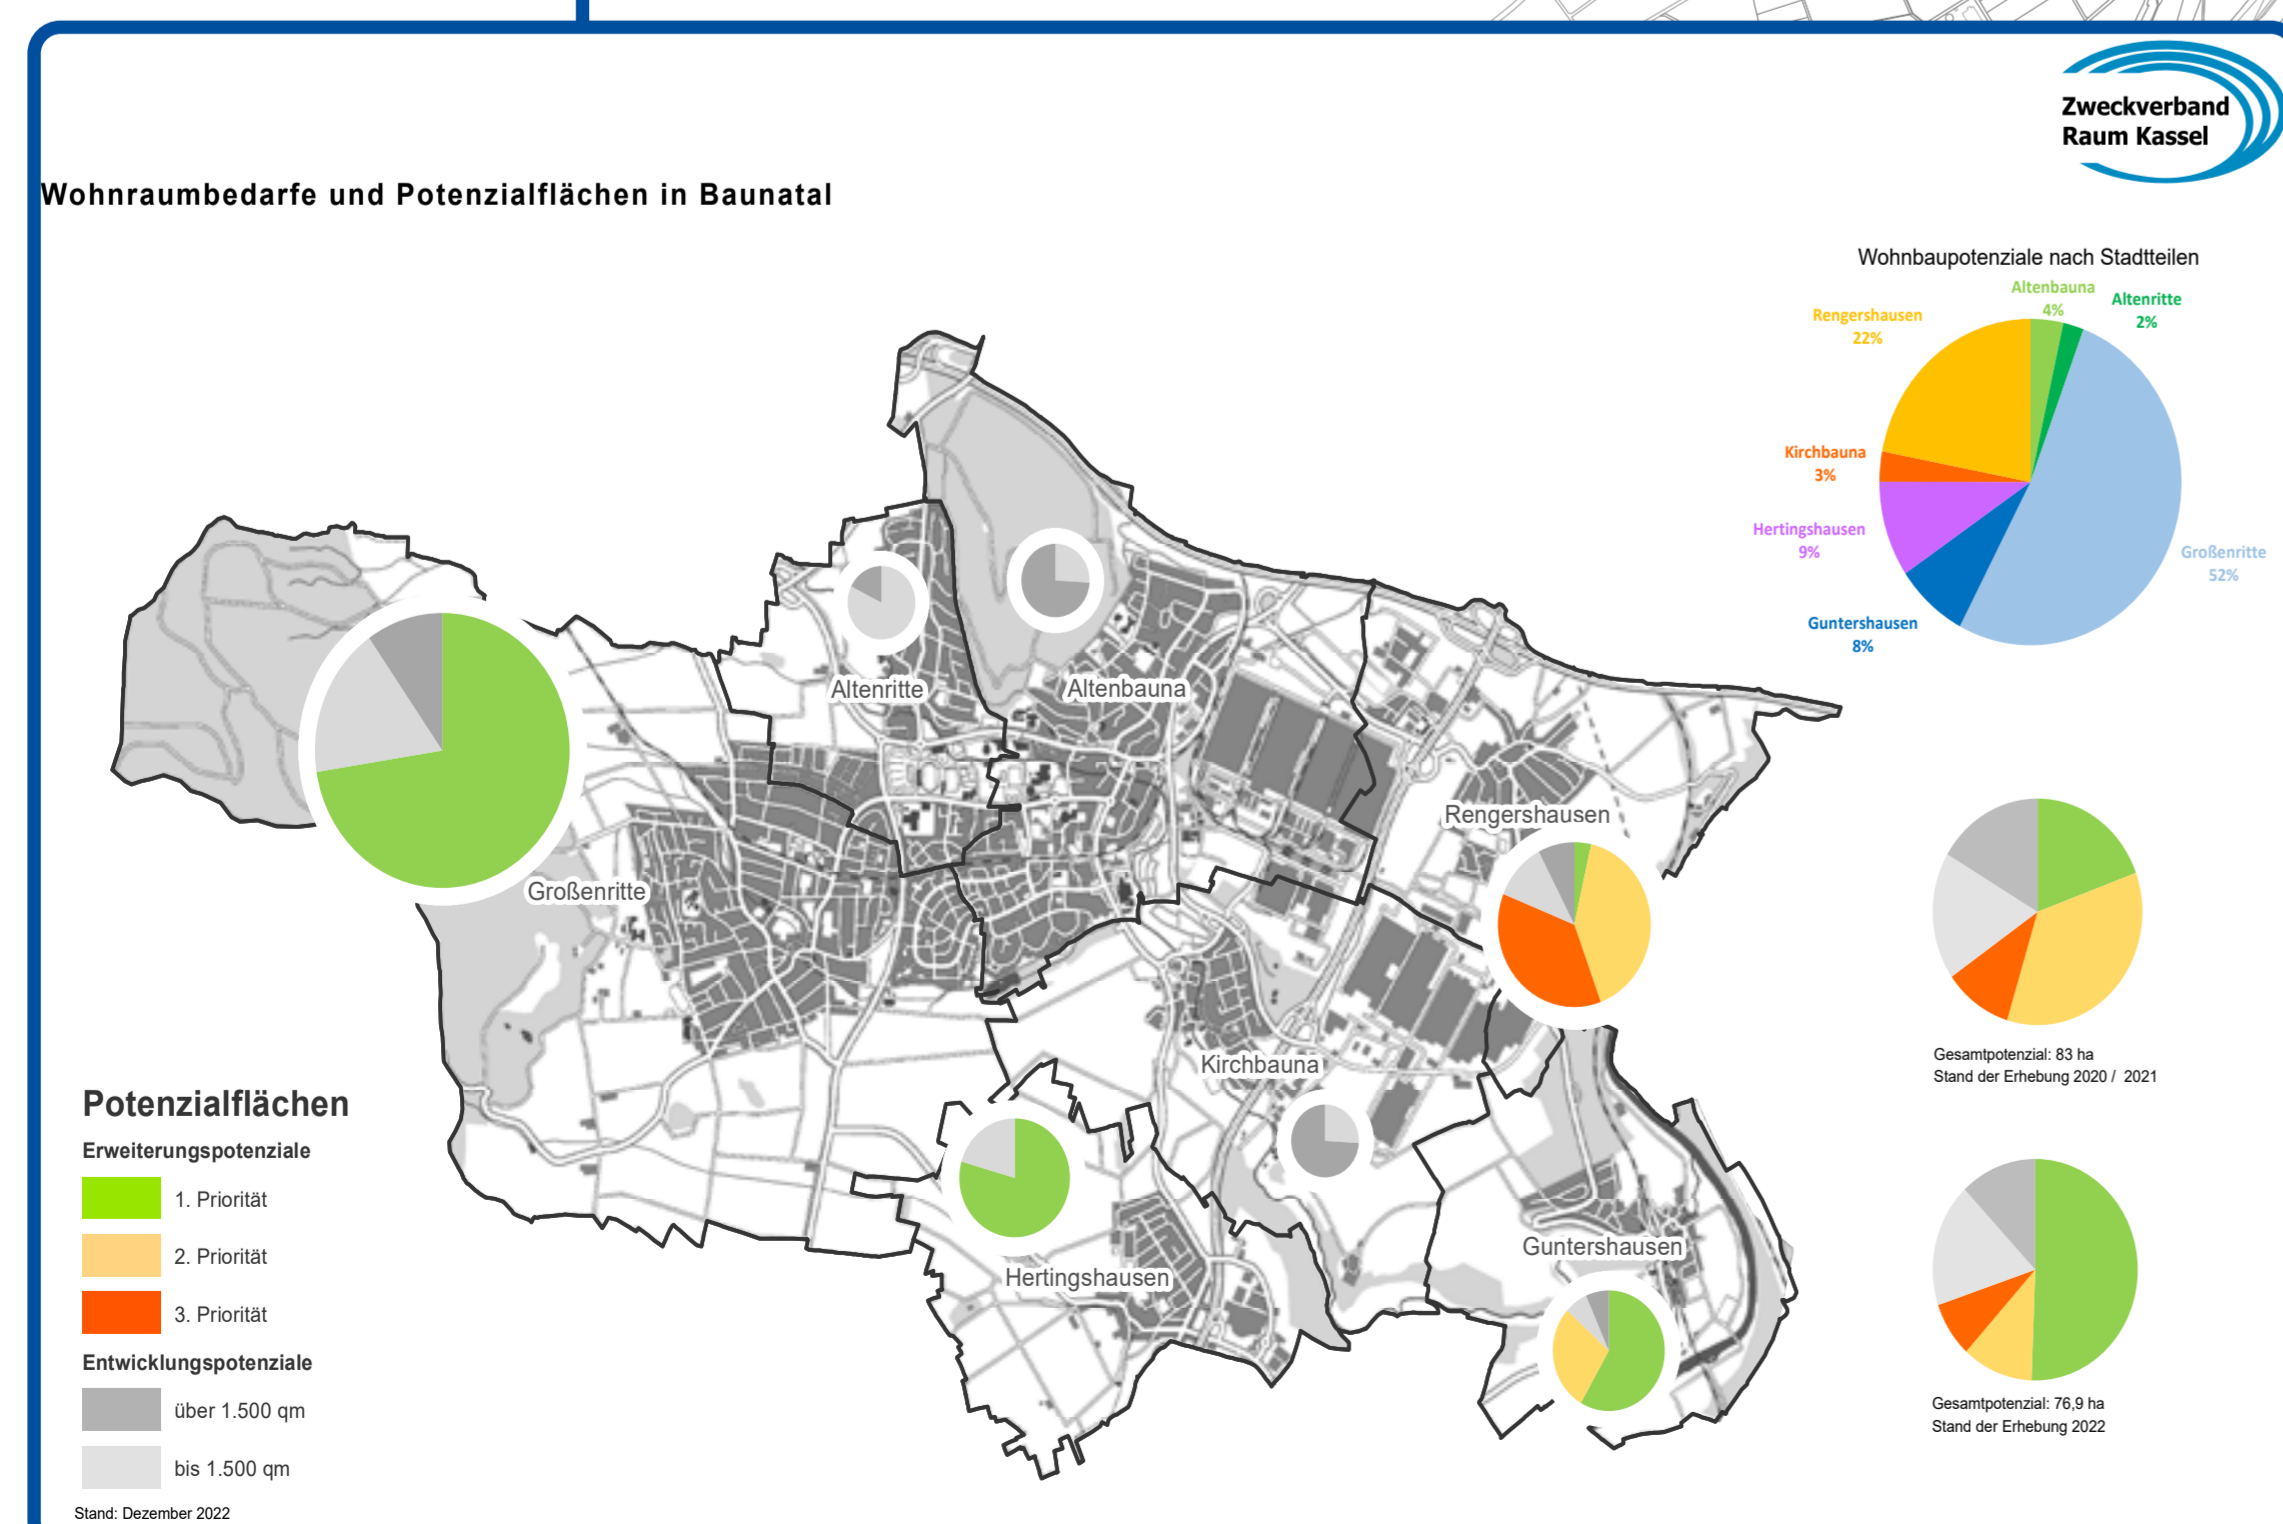 Zweckverband
Raum Kassel
Wohnraumbedarfe und Potenzialflächen in Baunatal
Wohnbaupotenziale nach Stadtteilen
Altenbauna
4%
Altenritte
2%
Rengershausen
22%
Kirchbauna
3%
Hertingshausen
9%
Großenritte
52%
Guntershausen
8%
Altenritte
Altenbauna
Rengershausen
Großenritte
Kirchbauna
Guntershausen
Hertingshausen
Gesamtpotenzial: 83 ha
Stand der Erhebung 2020 / 2021
Gesamtpotenzial: 76,9 ha
Stand der Erhebung 2022
Potenzialflächen
Erweiterungspotenziale
1. Priorität
2. Priorität
3. Priorität
Entwicklungspotenziale
über 1.500 qm
bis 1.500 qm
Stand: Dezember 2022